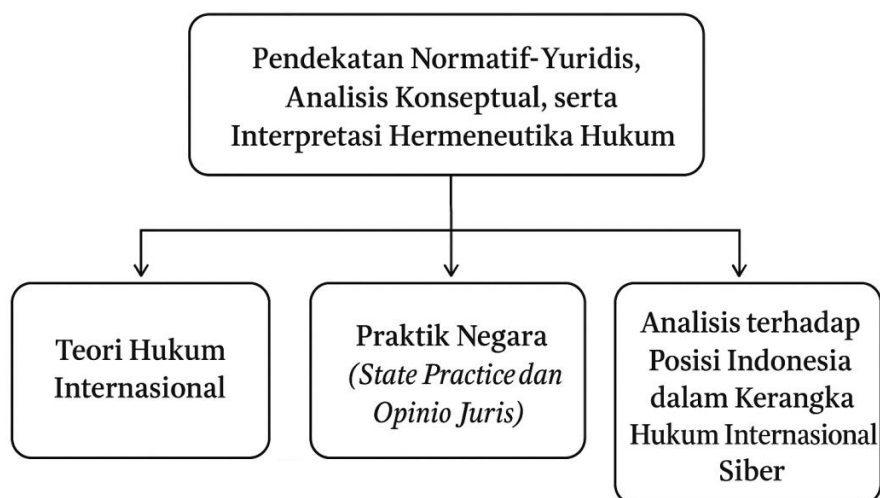 Pendekatan Normatif-Yuridis,
Analisis Konseptual, serta
Interpretasi Hermeneutika Hukum
Teori Hukum
Internasional
Praktik Negara
(State Practice dan
Opinio Juris)
Analisis terhadap
Posisi Indonesia
dalam Kerangka
Hukum Internasional
Siber